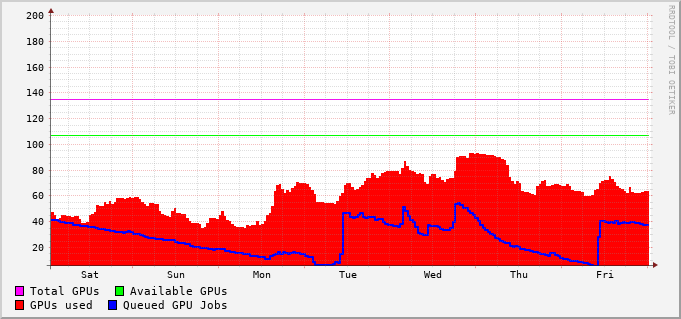 200
180
160
140
120
100
80
60
40
20
Sat Sun Mon Tue Wed Thu Fri
Total GPUs Available GPUs
GPUs used Queued GPU Jobs
RRDTOOL / TOBI OETIKER